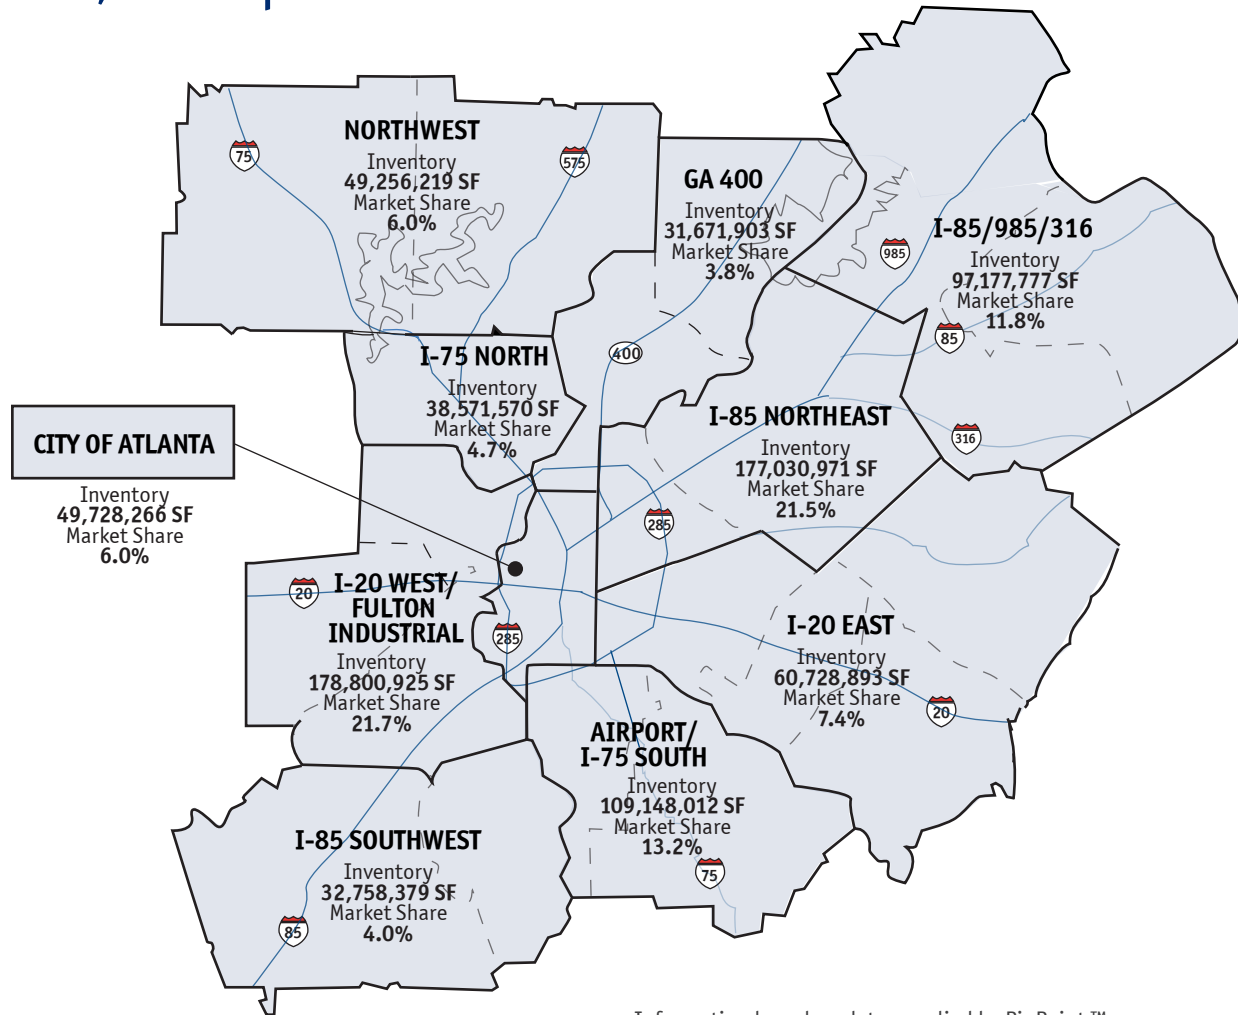 NORTHWEST
Inventory
49,256,219 SF
Market Share
6.0%
75
575
GA 400
Inventory
31,671,903 SF
Market Share
3.8%
400
I-85/985/316
Inventory
97,177,777 SF
Market Share
11.8%
985
85
316
I-75 NORTH
Inventory
38,571,570 SF
Market Share
4.7%
I-85 NORTHEAST
Inventory
177,030,971 SF
Market Share
21.5%
285
CITY OF ATLANTA
Inventory
49,728,266 SF
Market Share
6.0%
20
I-20 WEST/
FULTON
INDUSTRIAL
Inventory
178,800,925 SF
Market Share
21.7%
285
I-20 EAST
Inventory
60,728,893 SF
Market Share
7.4%
20
AIRPORT/
I-75 SOUTH
Inventory
109,148,012 SF
Market Share
13.2%
75
I-85 SOUTHWEST
Inventory
32,758,379 SF
Market Share
4.0%
85